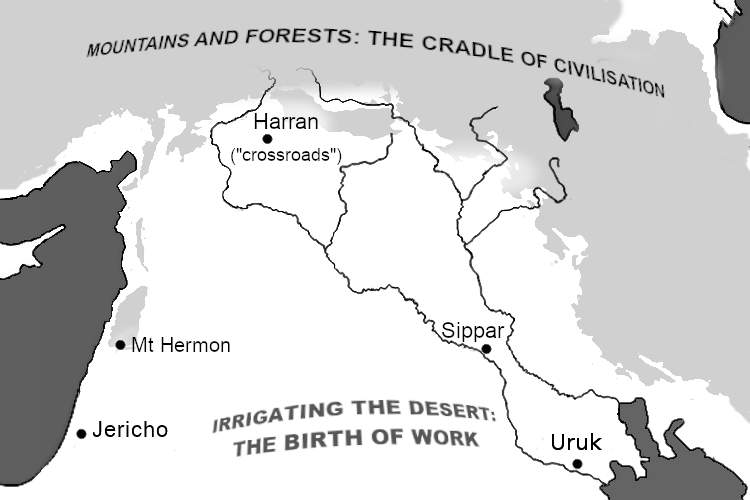 MOUNTAINS AND FORESTS: THE CRADLE OF CIVILISATION
Harran
("crossroads")
Sippar
Mt Hermon
IRRIGATING THE DESERT:
THE BIRTH OF WORK
Jericho
Uruk